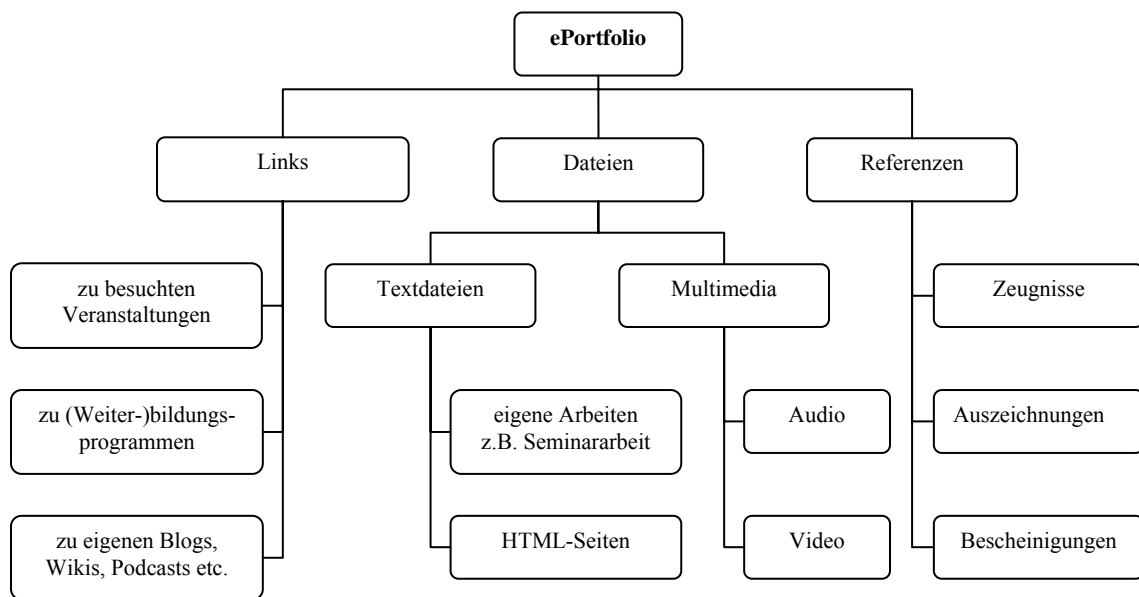 ePortfolio
Links
Dateien
Referenzen
zu besuchten
Veranstaltungen
Textdateien
Multimedia
Zeugnisse
zu (Weiter-)bildungs-
programmen
eigene Arbeiten
z.B. Seminararbeit
Audio
Auszeichnungen
zu eigenen Blogs,
Wikis, Podcasts etc.
HTML-Seiten
Video
Bescheinigungen